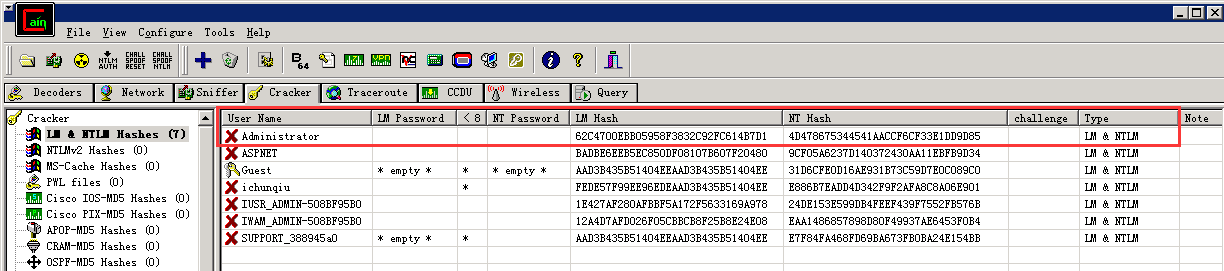 Cain
File View Configure Tools Help
NTLM AUTH CHALL SPOOF RESET CHALL SPOOF NTLM B 64
Decoders Network Sniffer Cracker Traceroute CCDU Wireless Query
Cracker
LM & NTLM Hashes (7)
NTLMv2 Hashes (0)
MS-Cache Hashes (0)
PWL files (0)
Cisco IOS-MD5 Hashes (0)
Cisco PIX-MD5 Hashes (0)
APOP-MD5 Hashes (0)
CRAM-MD5 Hashes (0)
OSPF-MD5 Hashes (0)
User Name LM Password < 8 NT Password LM Hash NT Hash challenge Type Note
Administrator 62C4700EBB05958F3832C92FC614B7D1 4D478675344541AACCF6CF33E1DD9D85 LM & NTLM
ASPNET BADBE6EEB5EC850DF08107B607F20480 9CF05A6237D140372430AA11EBFB9D34 LM & NTLM
Guest * empty * * * empty * AAD3B435B51404EEAAD3B435B51404EE 31D6CFE0D16AE931B73C59D7E0C089C0 LM & NTLM
ichunqiu * FEDE57F99EE96EDEAAD3B435B51404EE E886B7EADD4D342F9F2AFA8C8A06E901 LM & NTLM
IUSR_ADMIN-508BF95B0 1E427AF280AFBBF5A172F5633169A978 24DE153E599DB4FEEF439F7552FB576B LM & NTLM
IWAM_ADMIN-508BF95B0 12A4D7AFD026F05CBBCB8F25B8E24E08 EAA1486857898D80F49937AE6453F0B4 LM & NTLM
SUPPORT_388945a0 * empty * * AAD3B435B51404EEAAD3B435B51404EE E7F84FA468FD69BA673FB0BA24E154BB LM & NTLM